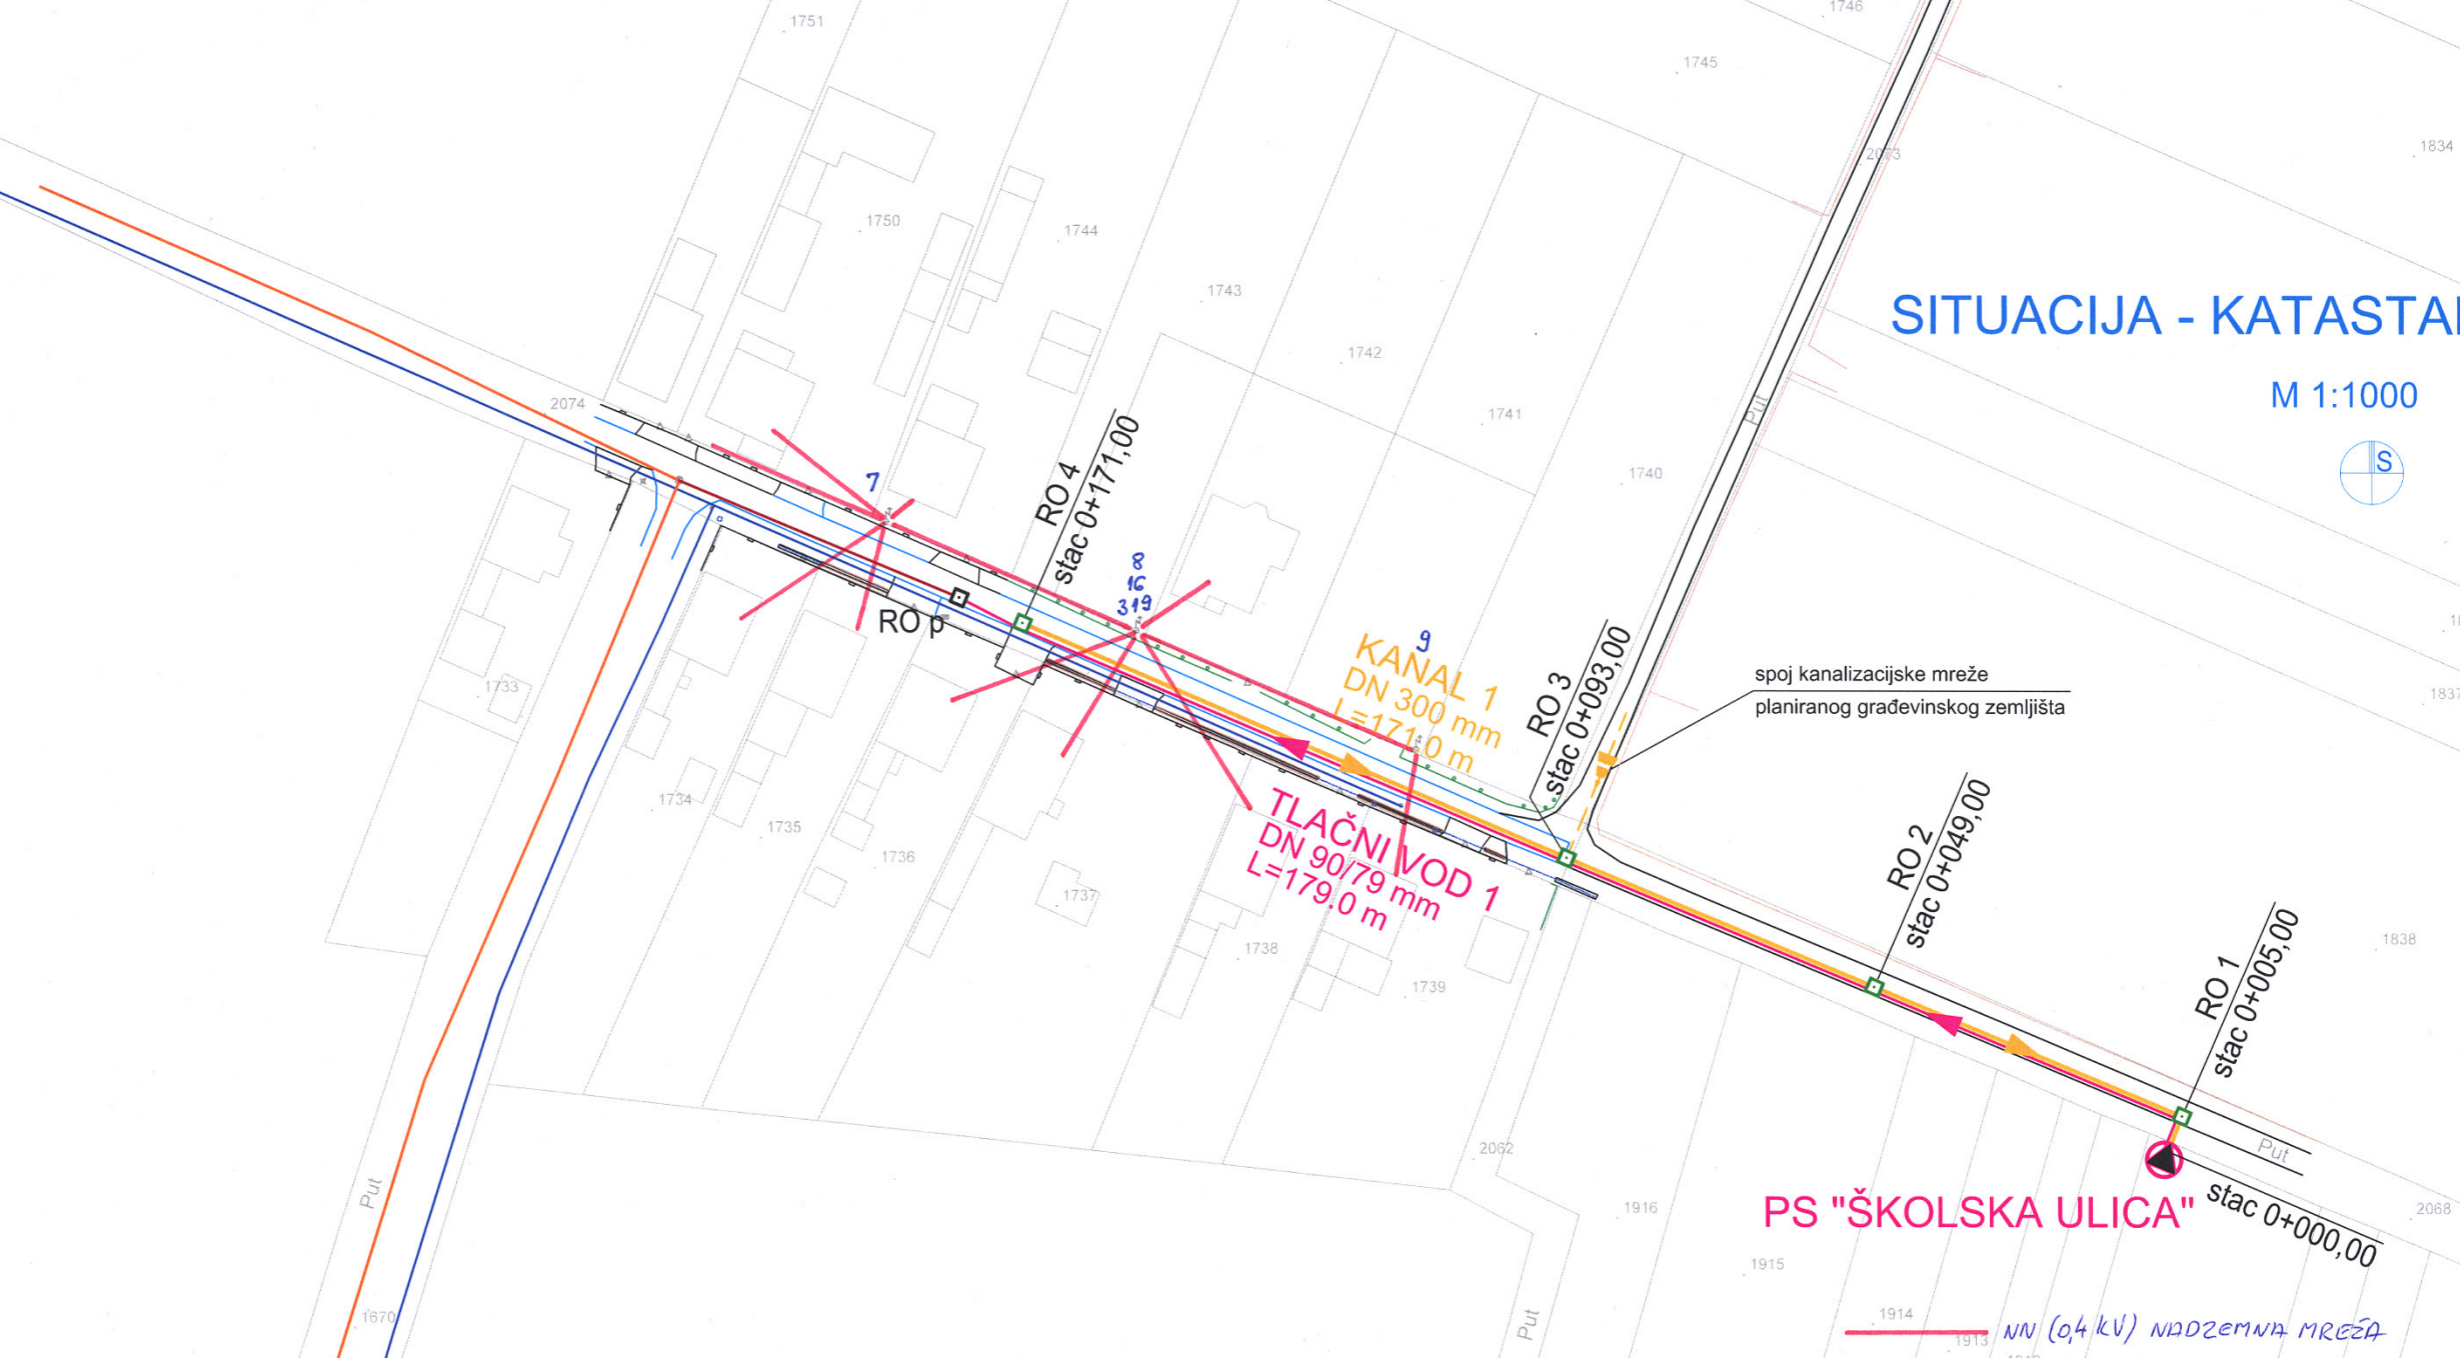 1751
1746
1745
2073
1834
1750
1744
1743
1742
1741
1740
SITUACIJA - KATASTA
M 1:1000
S
Put
2074
7
RO 4
stac 0+171,00
8
16
319
RO p
9
KANAL 1
DN 300 mm
L=171.0 m
RO 3
stac 0+093,00
spoj kanalizacijske mreže
planiranog građevinskog zemljišta
1837
1733
1734
1735
1736
1737
1738
1739
TLAČNI VOD 1
DN 90/79 mm
L=179.0 m
RO 2
stac 0+049,00
RO 1
stac 0+005,00
1838
2062
Put
Put
1916
PS "ŠKOLSKA ULICA"
stac 0+000,00
2068
1915
1670
Put
1914
1913
NN (0,4 kV) NADZEMNA MREŽA